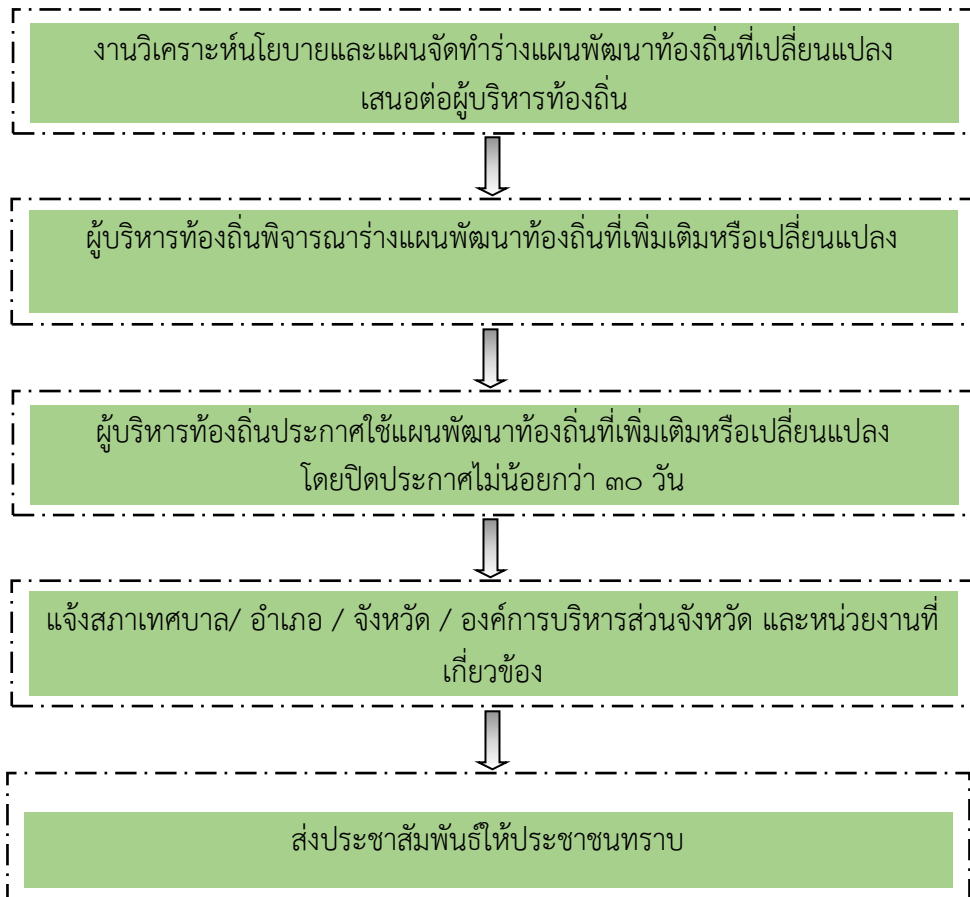 งานวิเคราะห์นโยบายและแผนจัดทำร่างแผนพัฒนาท้องถิ่นที่เปลี่ยนแปลง
เสนอต่อผู้บริหารท้องถิ่น
ผู้บริหารท้องถิ่นพิจารณาร่างแผนพัฒนาท้องถิ่นที่เพิ่มเติมหรือเปลี่ยนแปลง
ผู้บริหารท้องถิ่นประกาศใช้แผนพัฒนาท้องถิ่นที่เพิ่มเติมหรือเปลี่ยนแปลง
โดยปิดประกาศไม่น้อยกว่า ๓๐ วัน
แจ้งสภาเทศบาล/ อำเภอ / จังหวัด / องค์การบริหารส่วนจังหวัด และหน่วยงานที่
เกี่ยวข้อง
ส่งประชาสัมพันธ์ให้ประชาชนทราบ